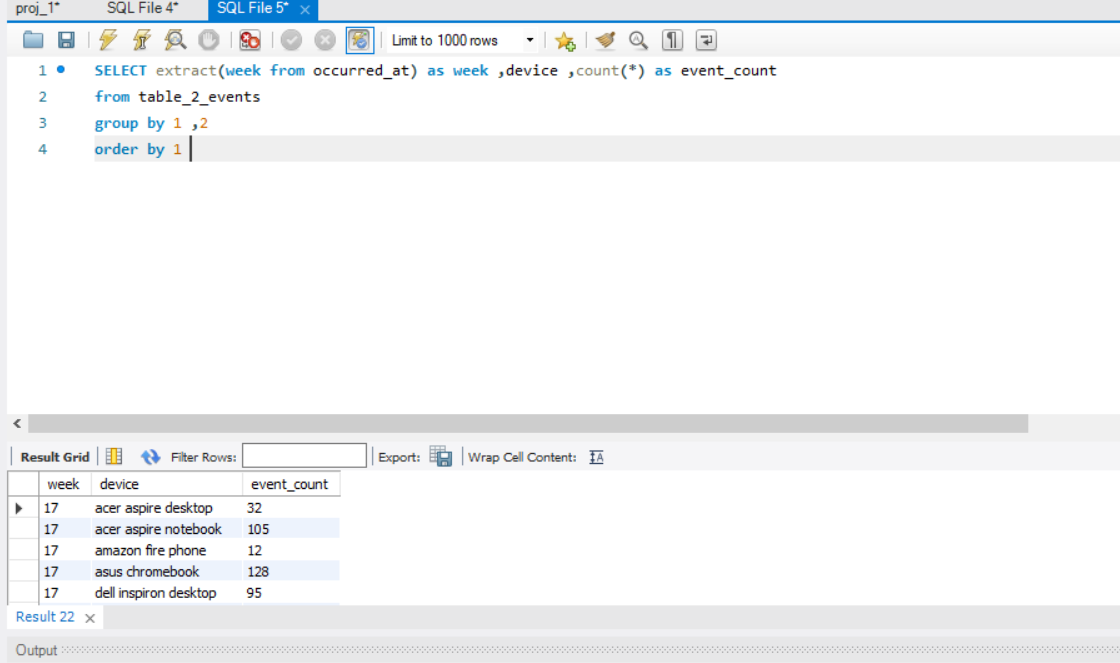 proj_1* SQL File 4* SQL File 5* ×
Limit to 1000 rows
1 SELECT extract(week from occurred_at) as week ,device ,count(*) as event_count
2 from table_2_events
3 group by 1 ,2
4 order by 1
Result Grid Filter Rows: Export: Wrap Cell Content: IA
week device event_count
17 acer aspire desktop 32
17 acer aspire notebook 105
17 amazon fire phone 12
17 asus chromebook 128
17 dell inspiron desktop 95
Result 22 ×
Output